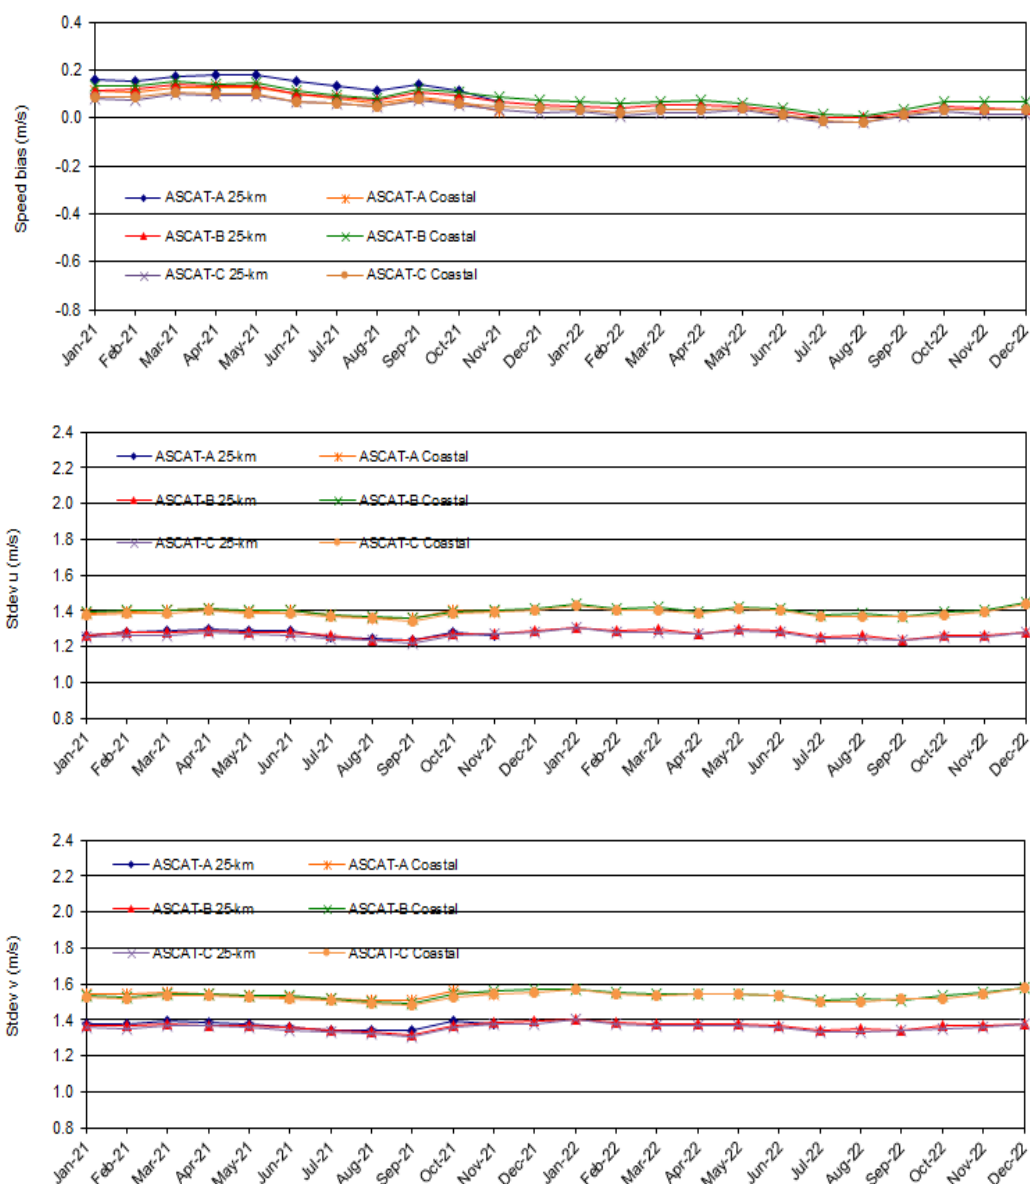 0.4
0.2
0.0
-0.2
-0.4
-0.6
-0.8
Speed bias (m/s)
ASCAT-A 25-km ASCAT-A Coastal
ASCAT-B 25-km ASCAT-B Coastal
ASCAT-C 25-km ASCAT-C Coastal
Jan-21 Feb-21 Mar-21 Apr-21 May-21 Jun-21 Jul-21 Aug-21 Sep-21 Oct-21 Nov-21 Dec-21 Jan-22 Feb-22 Mar-22 Apr-22 May-22 Jun-22 Jul-22 Aug-22 Sep-22 Oct-22 Nov-22 Dec-22
2.4
2.2
2.0
1.8
1.6
1.4
1.2
1.0
0.8
Stdev u (m/s)
ASCAT-A 25-km ASCAT-A Coastal
ASCAT-B 25-km ASCAT-B Coastal
ASCAT-C 25-km ASCAT-C Coastal
Jan-21 Feb-21 Mar-21 Apr-21 May-21 Jun-21 Jul-21 Aug-21 Sep-21 Oct-21 Nov-21 Dec-21 Jan-22 Feb-22 Mar-22 Apr-22 May-22 Jun-22 Jul-22 Aug-22 Sep-22 Oct-22 Nov-22 Dec-22
2.4
2.2
2.0
1.8
1.6
1.4
1.2
1.0
0.8
Stdev v (m/s)
ASCAT-A 25-km ASCAT-A Coastal
ASCAT-B 25-km ASCAT-B Coastal
ASCAT-C 25-km ASCAT-C Coastal
Jan-21 Feb-21 Mar-21 Apr-21 May-21 Jun-21 Jul-21 Aug-21 Sep-21 Oct-21 Nov-21 Dec-21 Jan-22 Feb-22 Mar-22 Apr-22 May-22 Jun-22 Jul-22 Aug-22 Sep-22 Oct-22 Nov-22 Dec-22